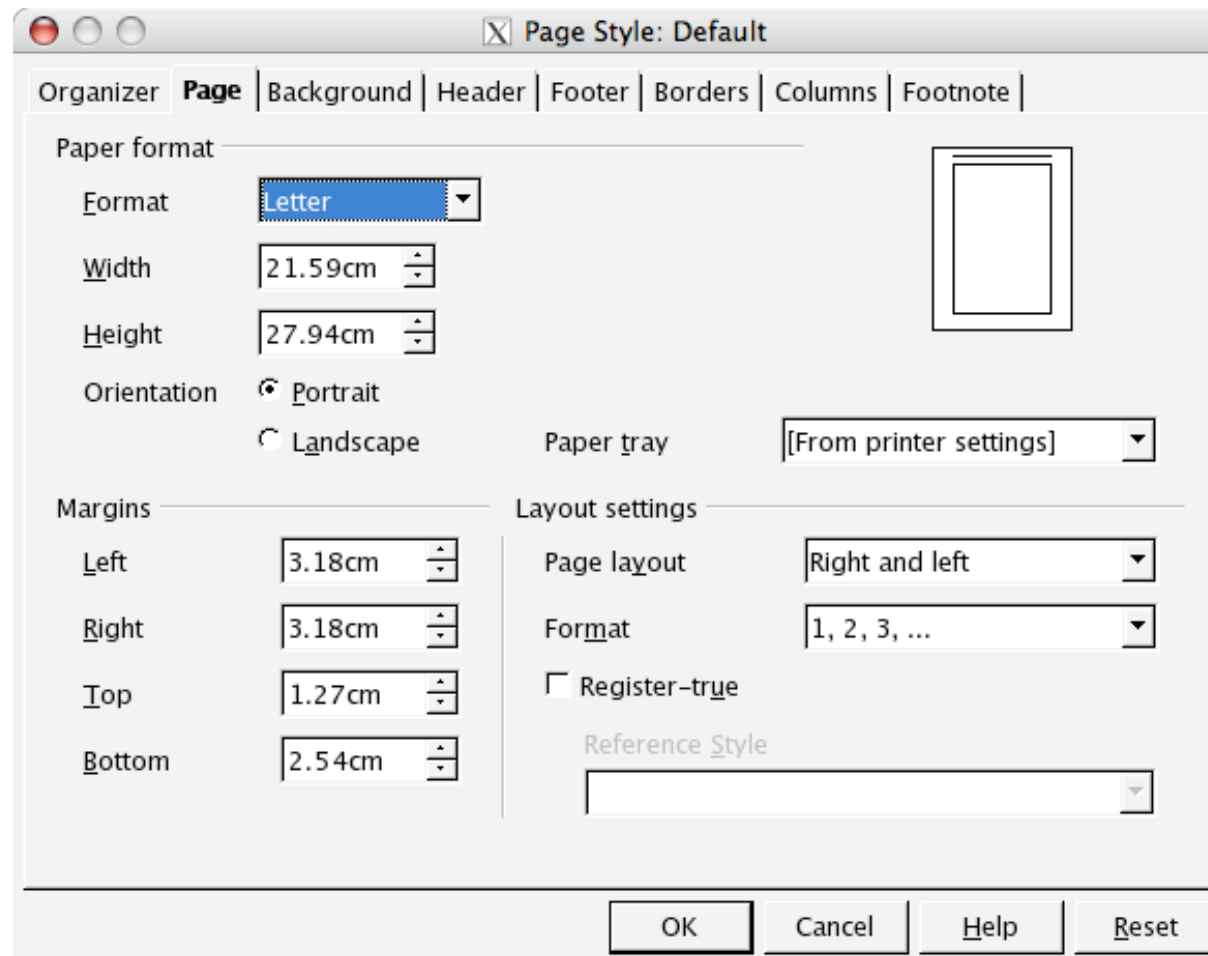 Page Style: Default
Organizer Page Background Header Footer Borders Columns Footnote
Paper format
Format Letter
Width 21.59cm
Height 27.94cm
Orientation Portrait
Landscape Paper tray [From printer settings]
Margins Layout settings
Left 3.18cm Page layout Right and left
Right 3.18cm Format 1, 2, 3, ...
Top 1.27cm Register-true
Reference Style
Bottom 2.54cm
OK Cancel Help Reset